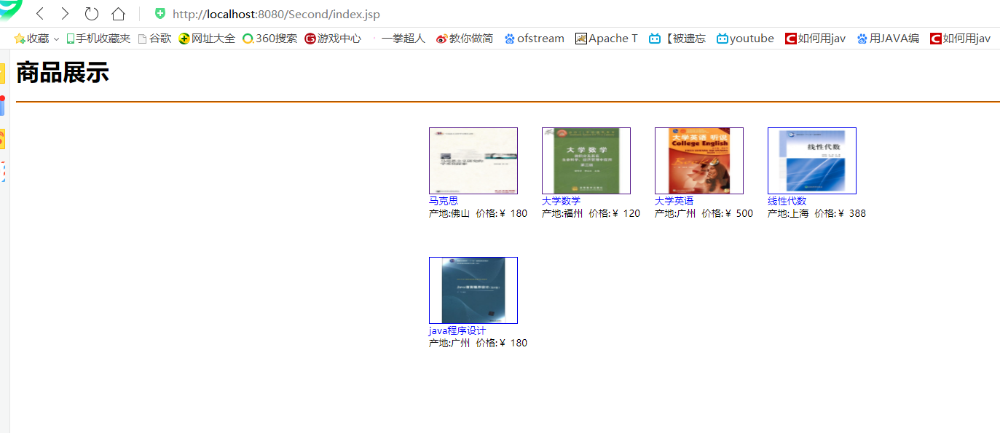 http://localhost:8080/Second/index.jsp
收藏 手机收藏夹 谷歌 网址大全 360搜索 游戏中心 一拳超人 教你做简 ofstream Apache T 【被遗忘 youtube 如何用jav 用JAVA编 如何用jav
商品展示
大学数学
第三版
大学英语 听说
College English
线性代数
马克思 大学数学 大学英语 线性代数
产地:佛山 价格:¥ 180 产地:福州 价格:¥ 120 产地:广州 价格:¥ 500 产地:上海 价格:¥ 388
java程序设计
产地:广州 价格:¥ 180